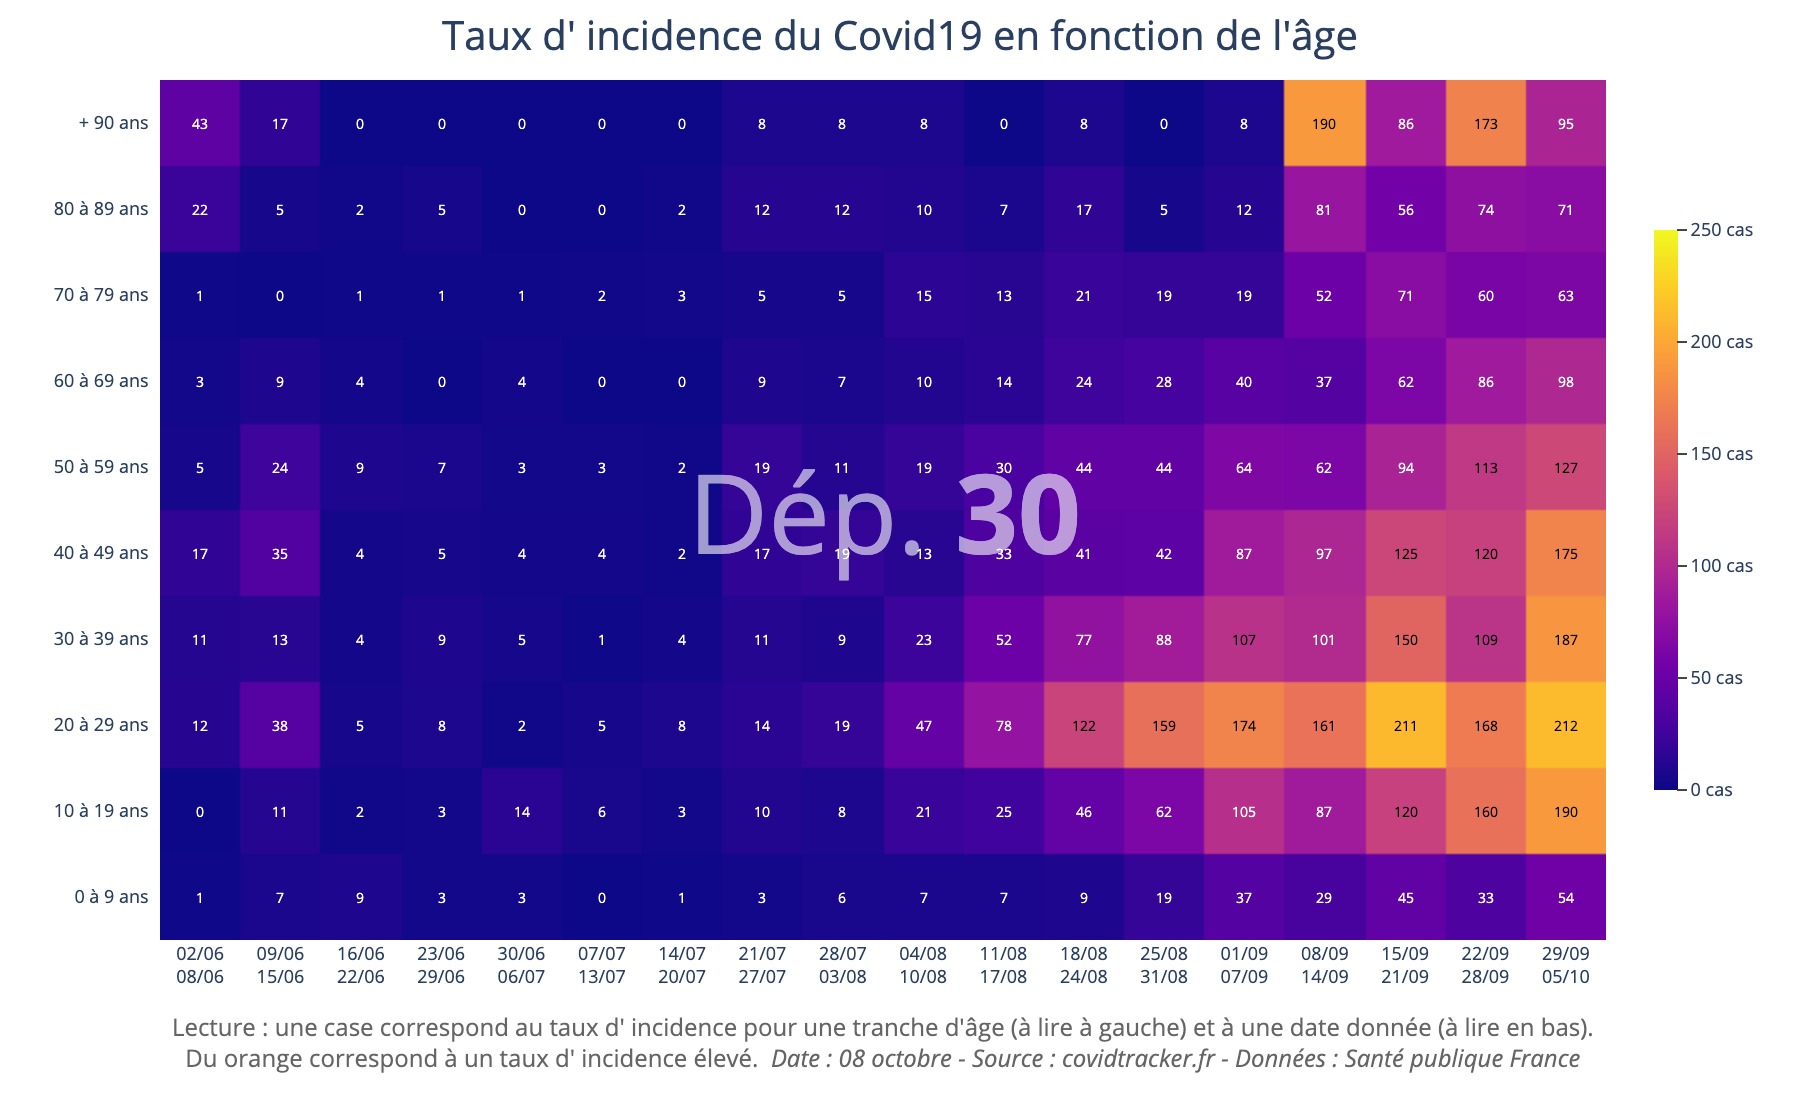 Taux d' incidence du Covid19 en fonction de l'âge
+ 90 ans 43 17 0 0 0 0 0 8 8 8 0 8 0 8 190 86 173 95
80 à 89 ans 22 5 2 5 0 0 2 12 12 10 7 17 5 12 81 56 74 71
70 à 79 ans 1 0 1 1 1 2 3 5 5 15 13 21 19 19 52 71 60 63
60 à 69 ans 3 9 4 0 4 0 0 9 7 10 14 24 28 40 37 62 86 98
50 à 59 ans 5 24 9 7 3 3 2 19 11 19 30 44 44 64 62 94 113 127
Dép. 30
40 à 49 ans 17 35 4 5 4 4 2 17 19 13 33 41 42 87 97 125 120 175
30 à 39 ans 11 13 4 9 5 1 4 11 9 23 52 77 88 107 101 150 109 187
20 à 29 ans 12 38 5 8 2 5 8 14 19 47 78 122 159 174 161 211 168 212
10 à 19 ans 0 11 2 3 14 6 3 10 8 21 25 46 62 105 87 120 160 190
0 à 9 ans 1 7 9 3 3 0 1 3 6 7 7 9 19 37 29 45 33 54
02/06 09/06 16/06 23/06 30/06 07/07 14/07 21/07 28/07 04/08 11/08 18/08 25/08 01/09 08/09 15/09 22/09 29/09
08/06 15/06 22/06 29/06 06/07 13/07 20/07 27/07 03/08 10/08 17/08 24/08 31/08 07/09 14/09 21/09 28/09 05/10
250 cas
200 cas
150 cas
100 cas
50 cas
0 cas
Lecture : une case correspond au taux d' incidence pour une tranche d'âge (à lire à gauche) et à une date donnée (à lire en bas).
Du orange correspond à un taux d' incidence élevé. Date : 08 octobre - Source : covidtracker.fr - Données : Santé publique France